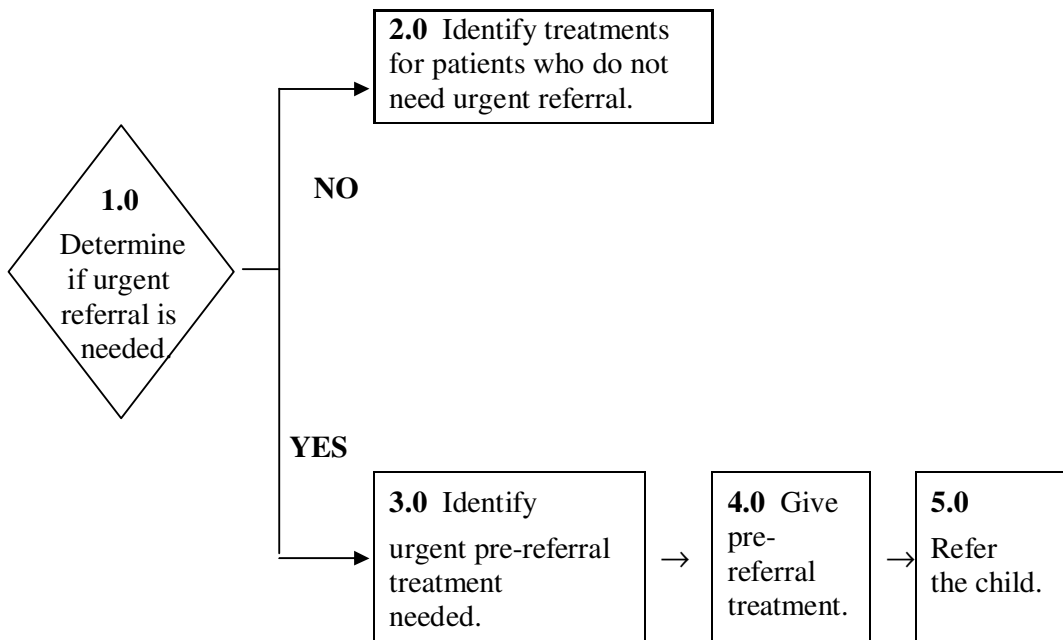 2.0 Identify treatments
for patients who do not
need urgent referral.
NO
1.0
Determine
if urgent
referral is
needed.
YES
3.0 Identify
urgent pre-referral
treatment
needed.
→
4.0 Give
pre-
referral
treatment.
→
5.0
Refer
the child.